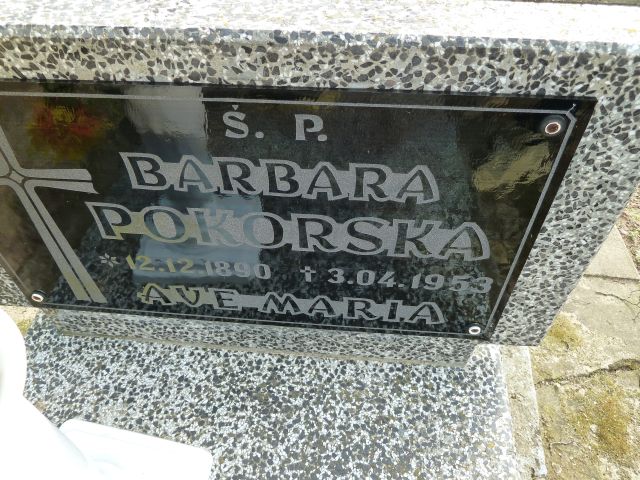 Ś. P.
BARBARA
POKORSKA
* 12.12.1890 † 3.04.1953
AVE MARIA